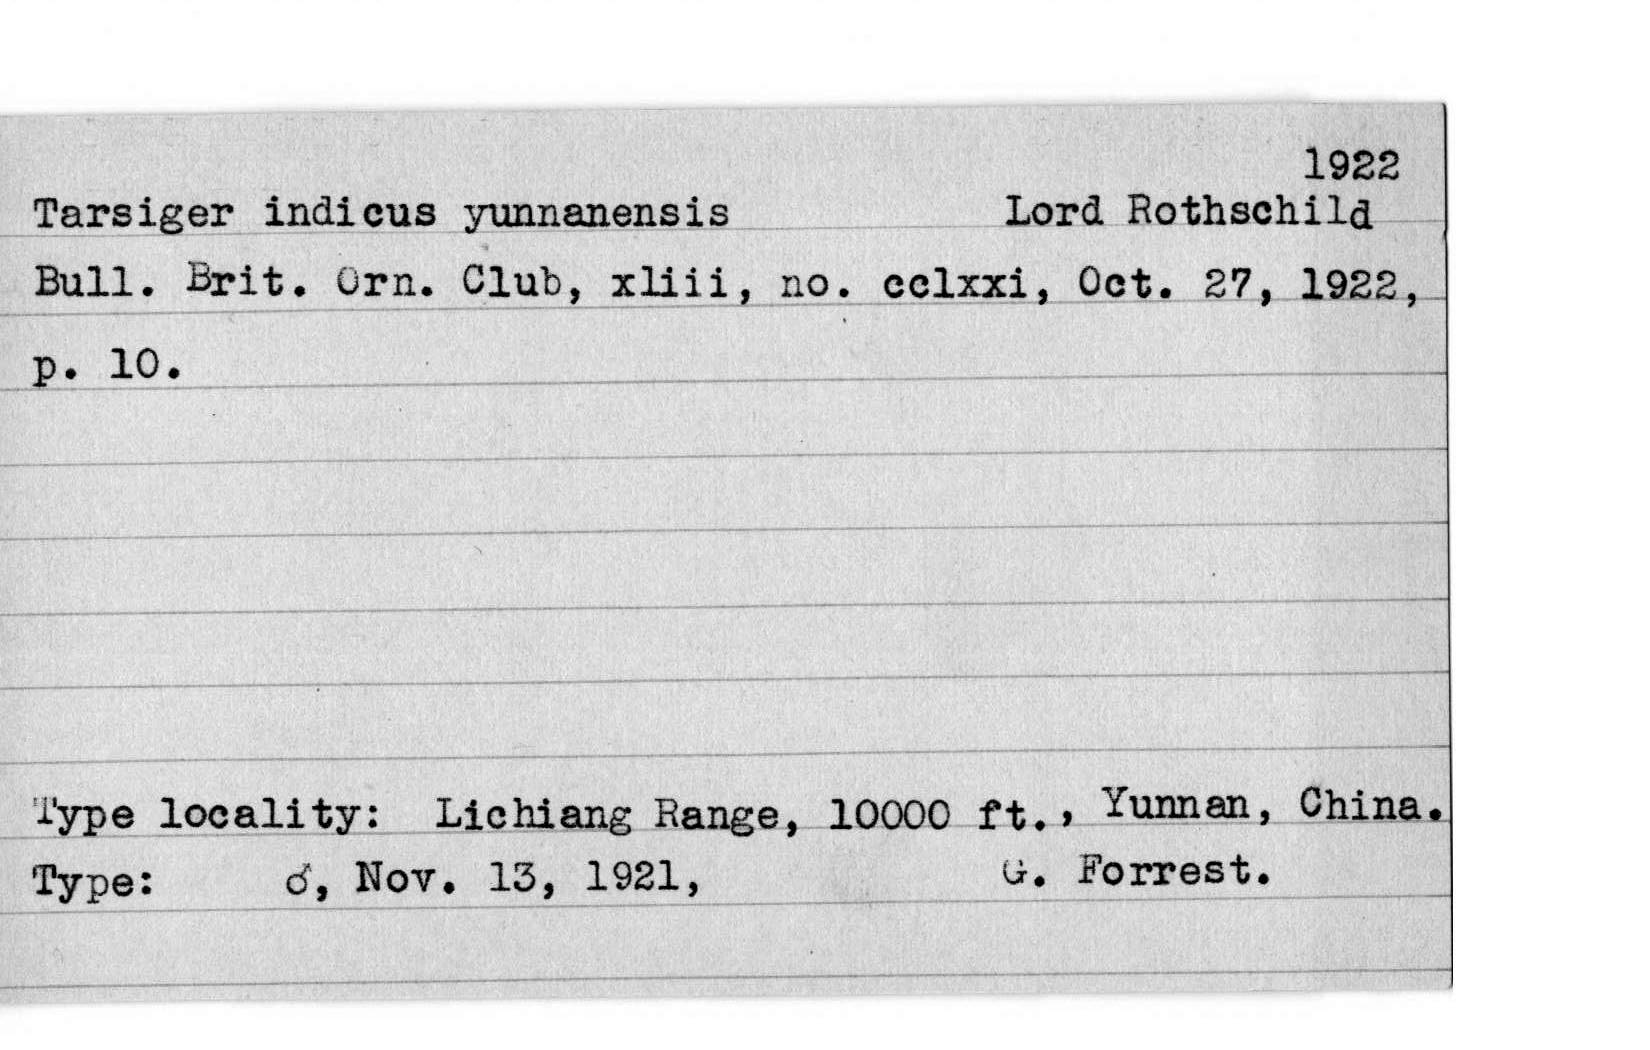 1922
Tarsiger indicus yunnanensis Lord Rothschild
Bull. Brit. Orn. Club, xliii, no. cclxxi, Oct. 27, 1922,
p. 10.
Type locality: Lichiang Range, 10000 ft., Yunnan, China.
Type: ♂, Nov. 13, 1921, G. Forrest.